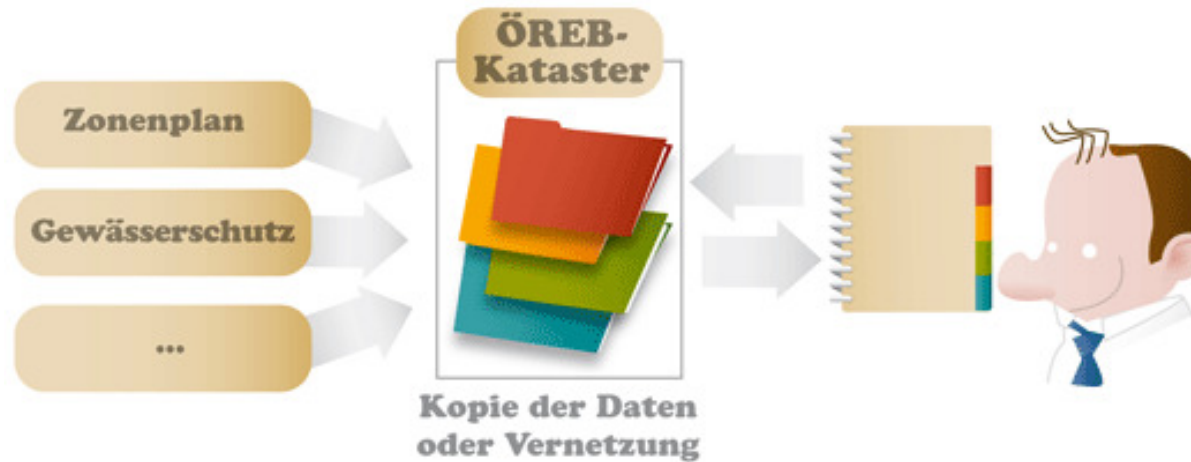 ÖREB-
Kataster
Zonenplan
Gewässerschutz
...
Kopie der Daten
oder Vernetzung